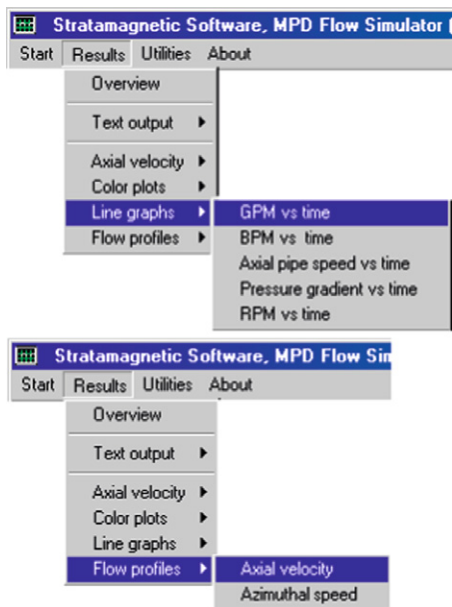 Stratamagnetic Software, MPD Flow Simulator
Start Results Utilities About
Overview
Text output
Axial velocity
Color plots
Line graphs GPM vs time
Flow profiles BPM vs time
Axial pipe speed vs time
Pressure gradient vs time
RPM vs time
Stratamagnetic Software, MPD Flow Sim
Start Results Utilities About
Overview
Text output
Axial velocity
Color plots
Line graphs
Flow profiles Axial velocity
Azimuthal speed